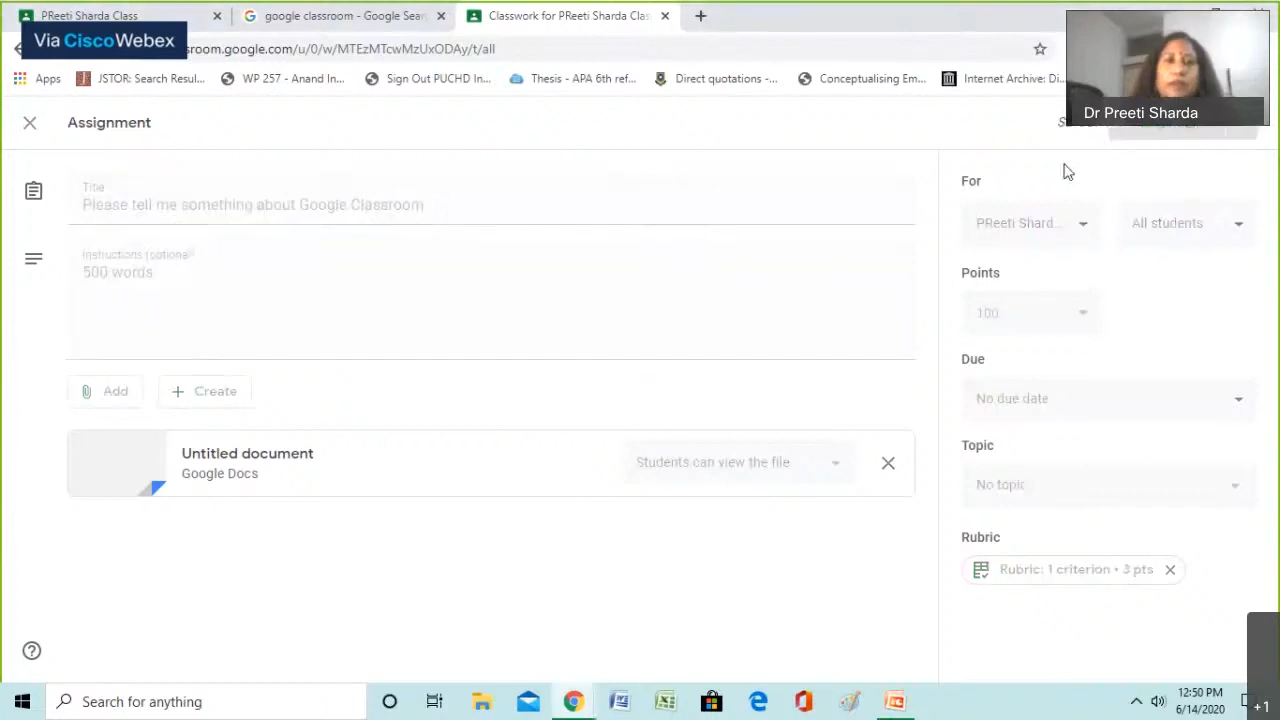 PReeti Sharda Class
google classroom - Google Sear
Classwork for PReeti Sharda Clas
Via CiscoWebex
room.google.com/u/0/w/MTEzMTcwMzUxODAy/t/all
Apps
JSTOR: Search Resul...
WP 257 - Anand In...
Sign Out PUCHD In...
Thesis - APA 6th ref...
Direct quotations -...
Conceptualising Em...
Internet Archive: Di...
Dr Preeti Sharda
Assignment
Title
Please tell me something about Google Classroom
Instructions (optional)
500 words
Add
Create
Untitled document
Google Docs
Students can view the file
For
PReeti Shard...
All students
Points
100
Due
No due date
Topic
No topic
Rubric
Rubric: 1 criterion • 3 pts
Search for anything
12:50 PM
6/14/2020
+1